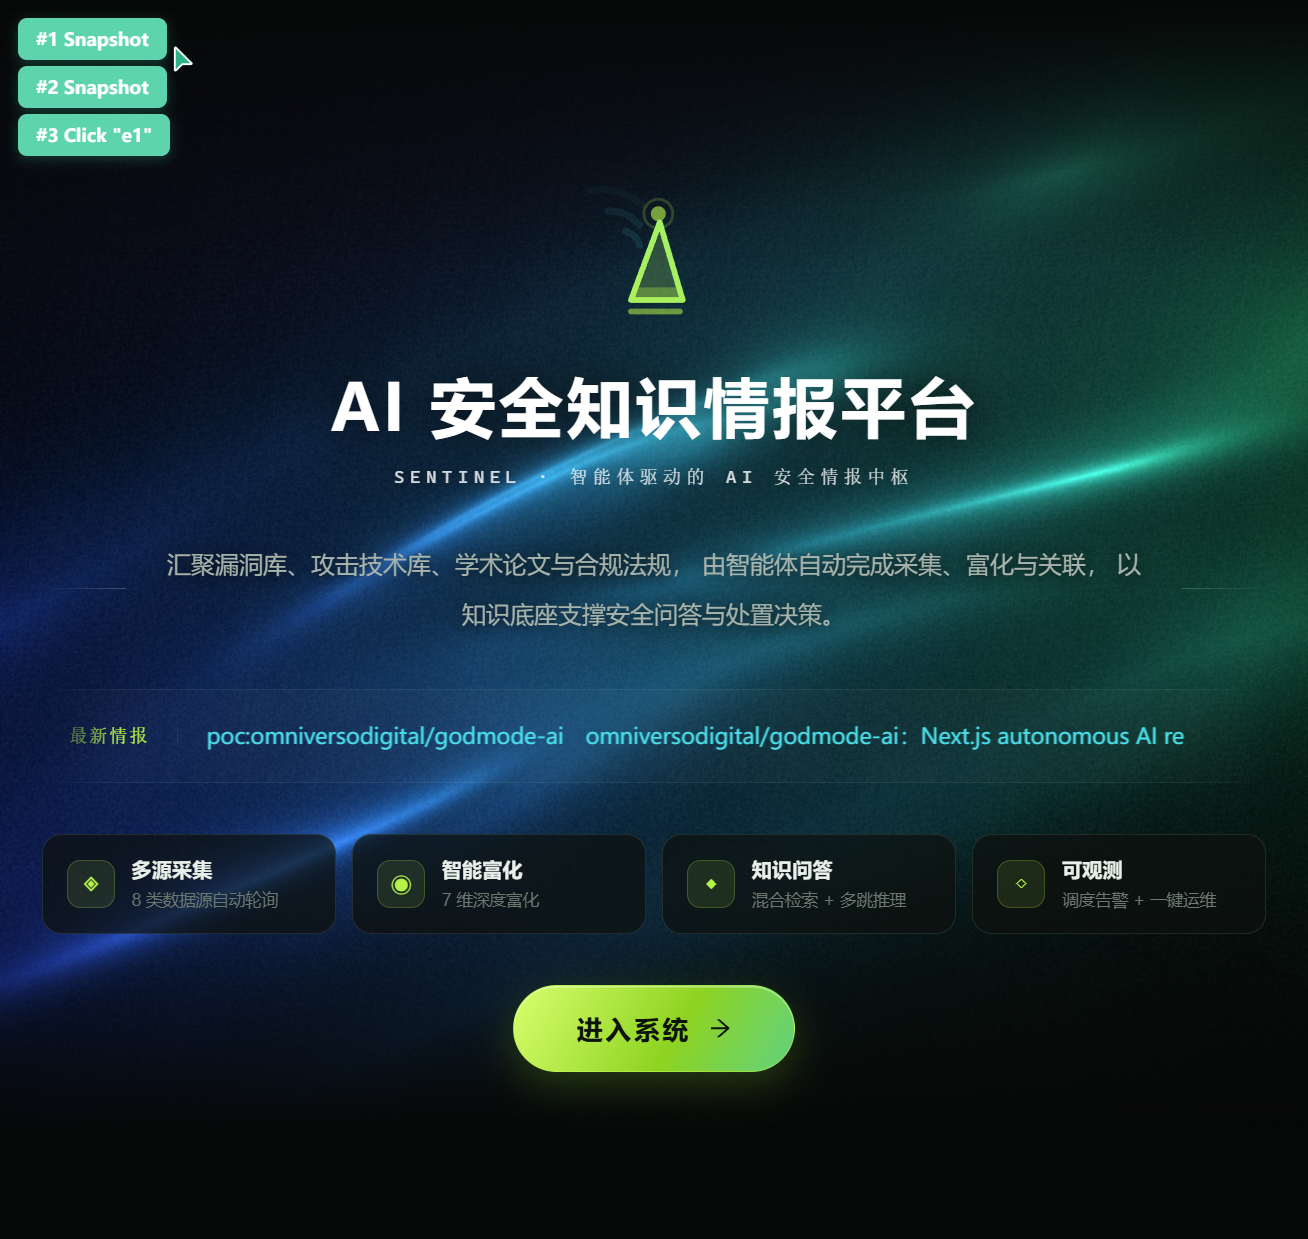 #1 Snapshot
#2 Snapshot
#3 Click "e1"
AI 安全知识情报平台
SENTINEL · 智能体驱动的 AI 安全情报中枢
汇聚漏洞库、攻击技术库、学术论文与合规法规， 由智能体自动完成采集、富化与关联， 以
知识底座支撑安全问答与处置决策。
最新情报 poc:omniversodigital/godmode-ai omniversodigital/godmode-ai：Next.js autonomous AI re
多源采集
8 类数据源自动轮询
智能富化
7 维深度富化
知识问答
混合检索 + 多跳推理
可观测
调度告警 + 一键运维
进入系统 →